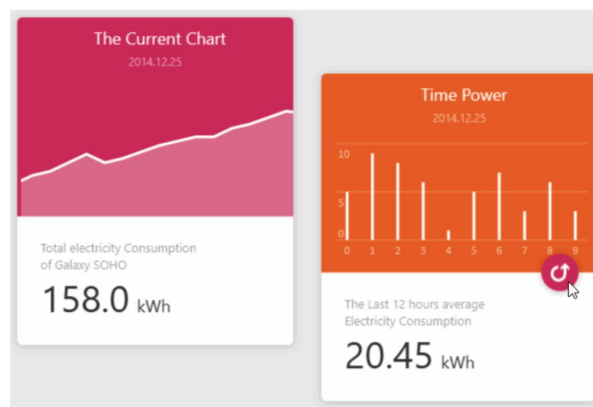 The Current Chart
2014.12.25
Total electricity Consumption
of Galaxy SOHO
158.0 kWh
Time Power
2014.12.25
10
5
0
0 1 2 3 4 5 6 7 8 9
The Last 12 hours average
Electricity Consumption
20.45 kWh